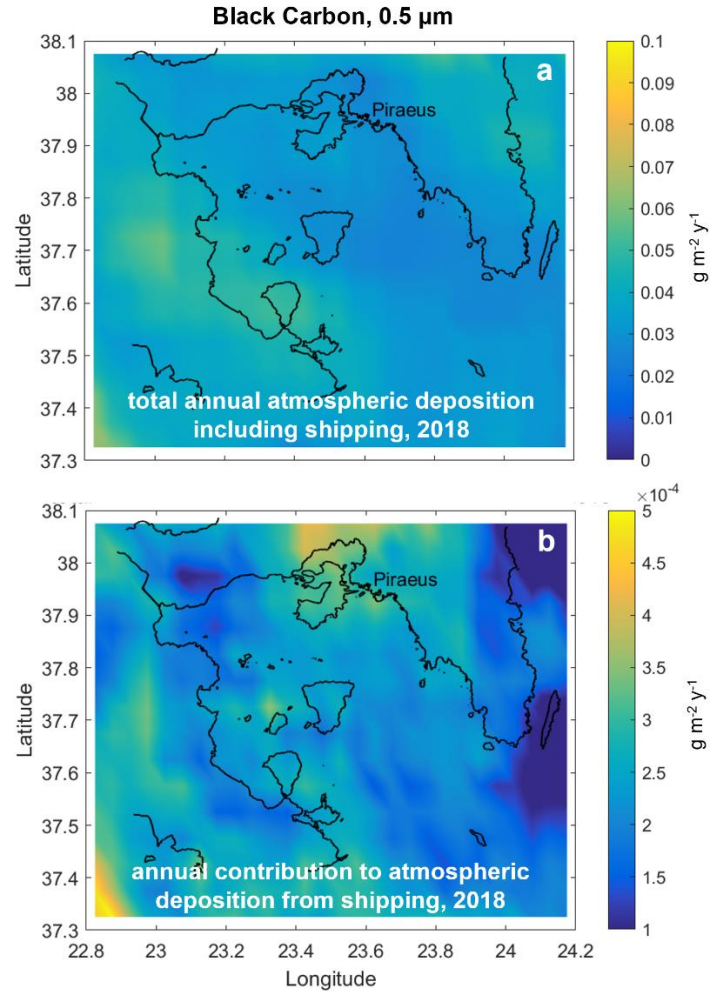 Black Carbon, 0.5 µm
38.1
38
37.9
37.8
37.7
37.6
37.5
37.4
37.3
Latitude
a
Piraeus
total annual atmospheric deposition
including shipping, 2018
0.1
0.09
0.08
0.07
0.06
0.05
0.04
0.03
0.02
0.01
0
g m⁻² y⁻¹
38.1
38
37.9
37.8
37.7
37.6
37.5
37.4
37.3
Latitude
b
Piraeus
annual contribution to atmospheric
deposition from shipping, 2018
22.8 23 23.2 23.4 23.6 23.8 24 24.2
Longitude
×10⁻⁴
5
4.5
4
3.5
3
2.5
2
1.5
1
g m⁻² y⁻¹